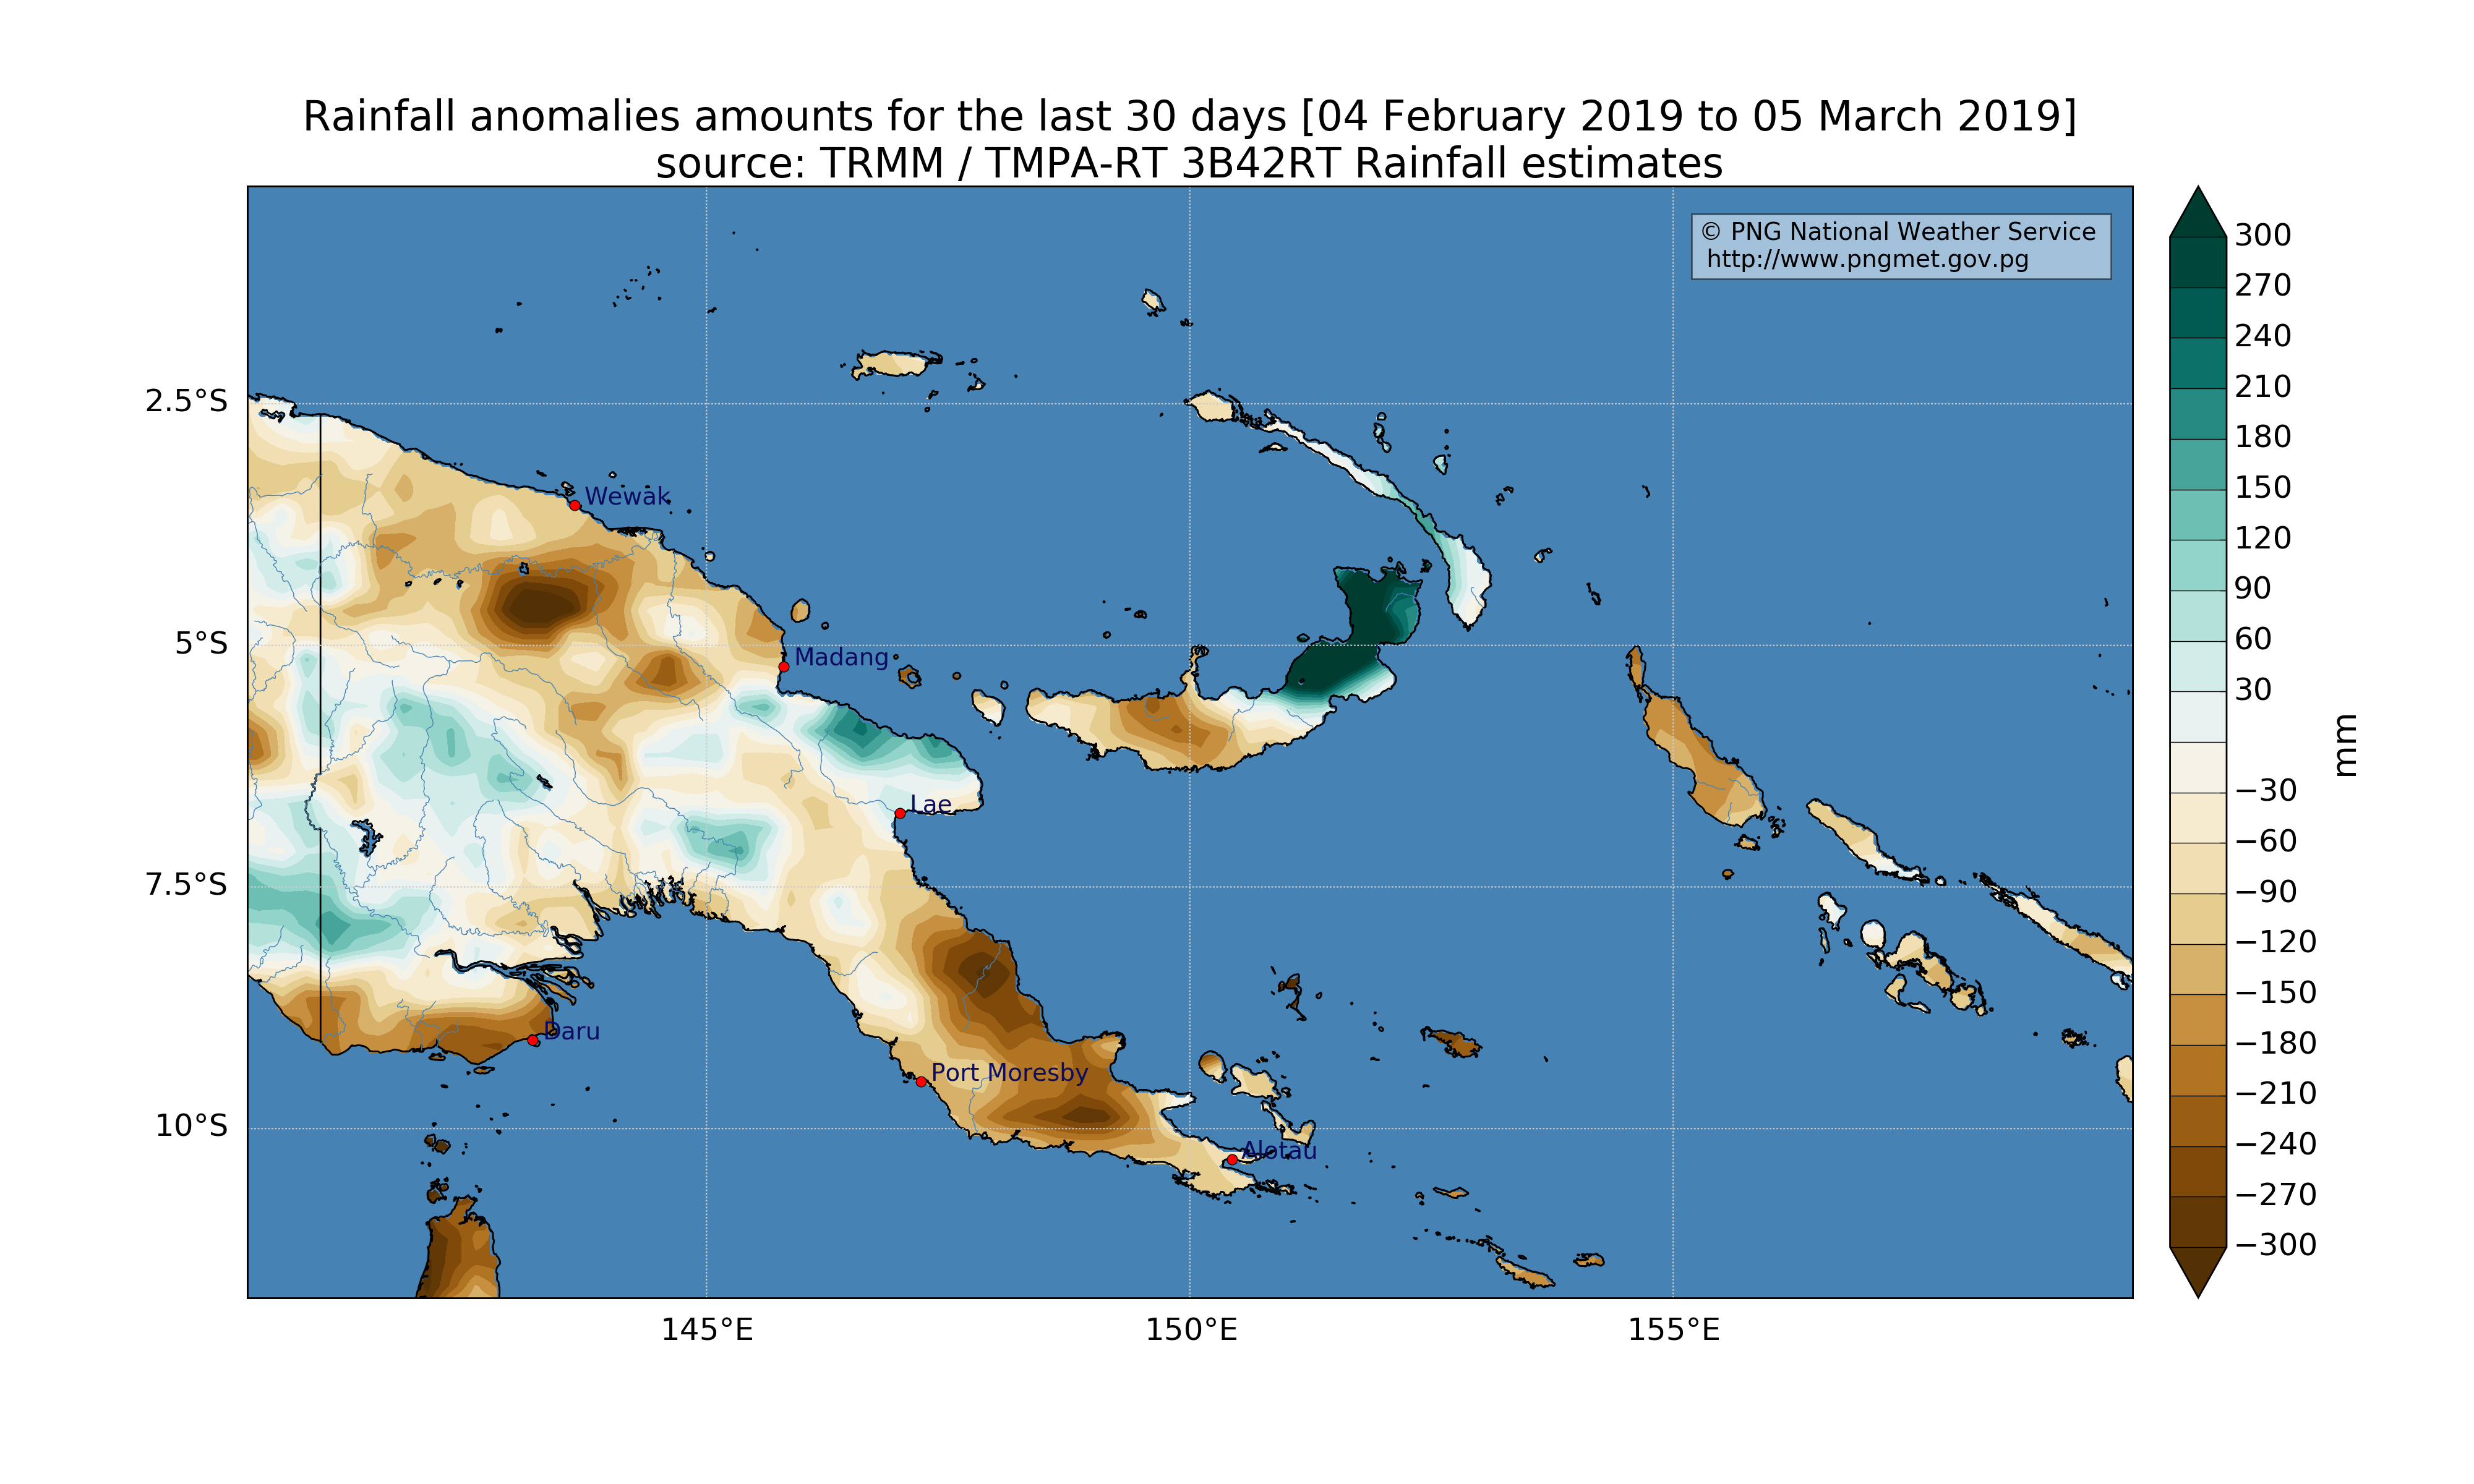 Rainfall anomalies amounts for the last 30 days [04 February 2019 to 05 March 2019]
source: TRMM / TMPA-RT 3B42RT Rainfall estimates
© PNG National Weather Service
http://www.pngmet.gov.pg
300
270
240
210
180
150
120
90
60
30
−30
−60
−90
−120
−150
−180
−210
−240
−270
−300
mm
2.5°S
5°S
7.5°S
10°S
Wewak
Madang
Lae
Daru
Port Moresby
Alotau
145°E
150°E
155°E